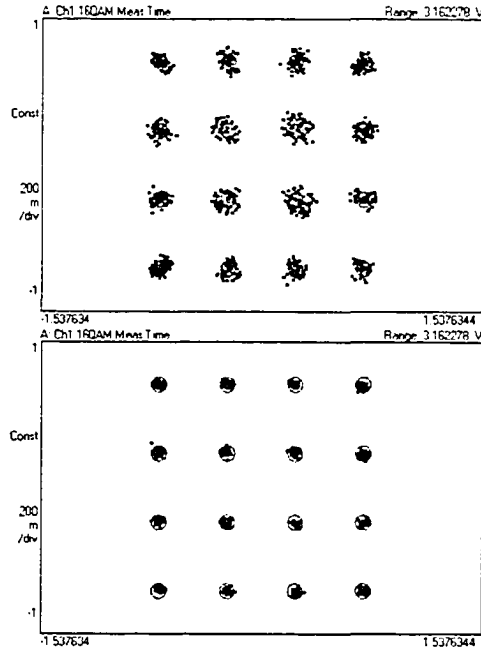 A: Ch1 16QAM Meas Time Range: 3.162278 V
1
Const
200
m
/div
-1
-1.537634 1.5376344
A: Ch1 16QAM Meas Time Range: 3.162278 V
1
Const
200
m
/div
-1
-1.537634 1.5376344